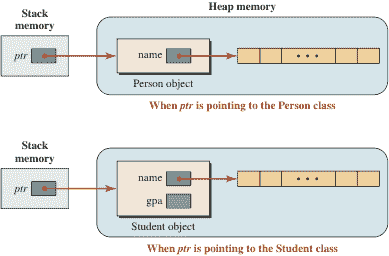 Stack
memory
Heap memory
ptr
name
• • •
Person object
When ptr is pointing to the Person class
Stack
memory
ptr
name
• • •
gpa
Student object
When ptr is pointing to the Student class